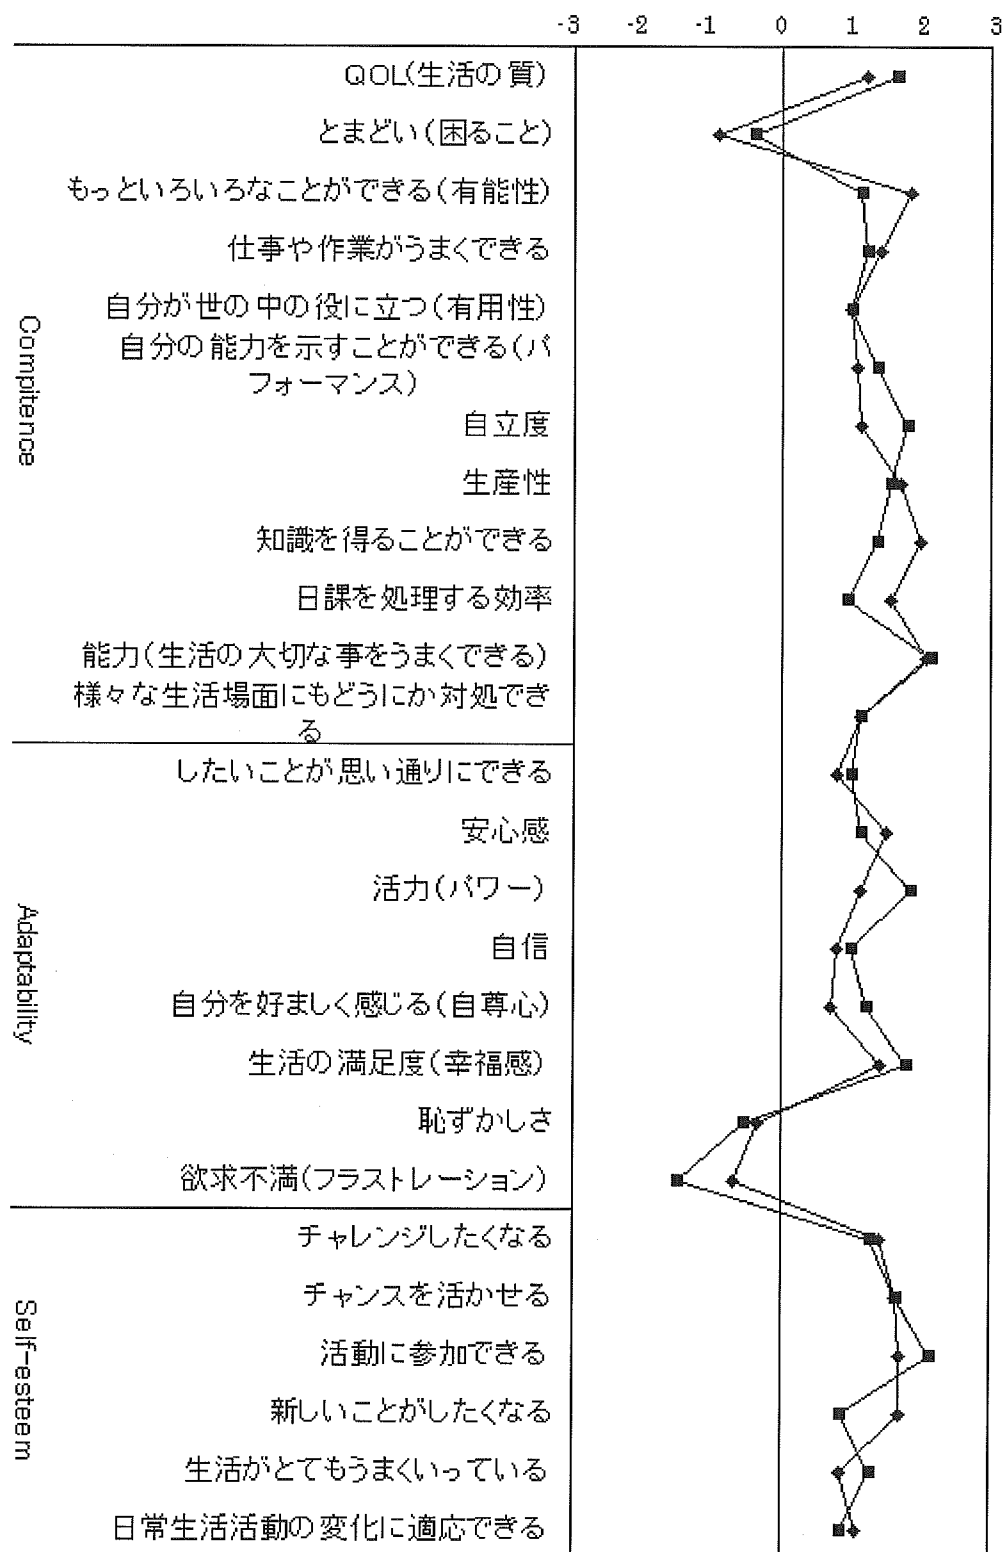 -3 -2 -1 0 1 2 3
QOL(生活の質)
とまどい(困ること)
もっといろいろなことができる(有能性)
仕事や作業がうまくできる
自分が世の中の役に立つ(有用性)
自分の能力を示すことができる(パ
フォーマンス)
自立度
生産性
知識を得ることができる
日課を処理する効率
能力(生活の大切な事をうまくできる)
様々な生活場面にもどうにか対処でき
る
Compitence
したいことが思い通りにできる
安心感
活力(パワー)
自信
自分を好ましく感じる(自尊心)
生活の満足度(幸福感)
恥ずかしさ
欲求不満(フラストレーション)
Adaptability
チャレンジしたくなる
チャンスを活かせる
活動に参加できる
新しいことがしたくなる
生活がとてもうまくいっている
日常生活活動の変化に適応できる
Self-esteem